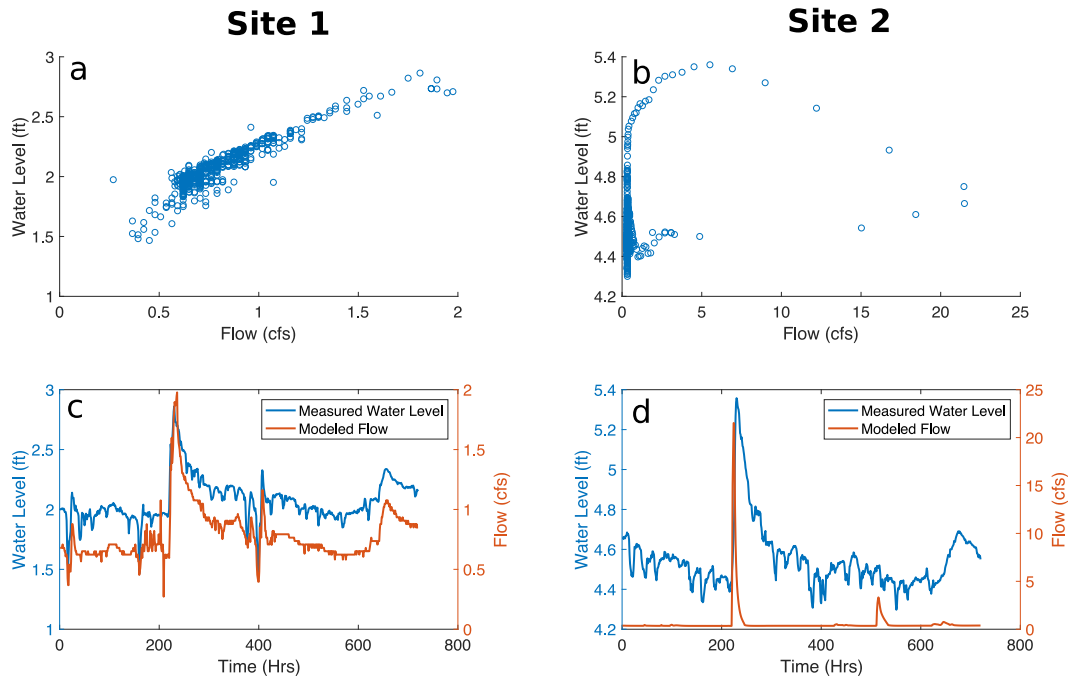 Site 1
Site 2
a
Water Level (ft)
3
2.5
2
1.5
1
0
0.5
1
1.5
2
Flow (cfs)
b
Water Level (ft)
5.4
5.2
5
4.8
4.6
4.4
4.2
0
5
10
15
20
25
Flow (cfs)
c
Measured Water Level
Modeled Flow
Water Level (ft)
3
2.5
2
1.5
1
Flow (cfs)
2
1.5
1
0.5
0
0
200
400
600
800
Time (Hrs)
d
Measured Water Level
Modeled Flow
Water Level (ft)
5.4
5.2
5
4.8
4.6
4.4
4.2
Flow (cfs)
25
20
15
10
5
0
0
200
400
600
800
Time (Hrs)